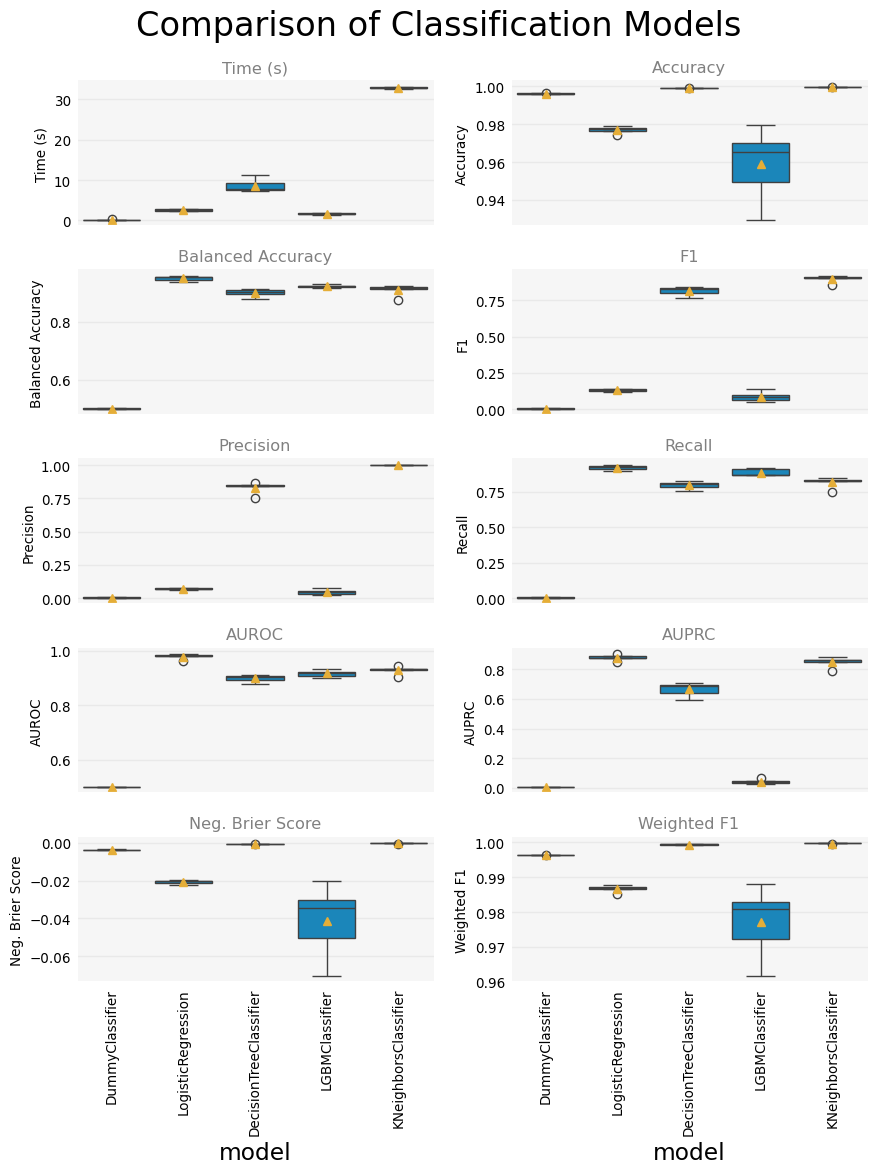 Comparison of Classification Models
Time (s)
Time (s)
30
20
10
0
Accuracy
Accuracy
1.00
0.98
0.96
0.94
Balanced Accuracy
Balanced Accuracy
0.8
0.6
F1
F1
0.75
0.50
0.25
0.00
Precision
Precision
1.00
0.75
0.50
0.25
0.00
Recall
Recall
0.75
0.50
0.25
0.00
AUROC
AUROC
1.0
0.8
0.6
AUPRC
AUPRC
0.8
0.6
0.4
0.2
0.0
Neg. Brier Score
Neg. Brier Score
0.00
−0.02
−0.04
−0.06
DummyClassifier
LogisticRegression
DecisionTreeClassifier
LGBMClassifier
KNeighborsClassifier
model
Weighted F1
Weighted F1
1.00
0.99
0.98
0.97
0.96
DummyClassifier
LogisticRegression
DecisionTreeClassifier
LGBMClassifier
KNeighborsClassifier
model